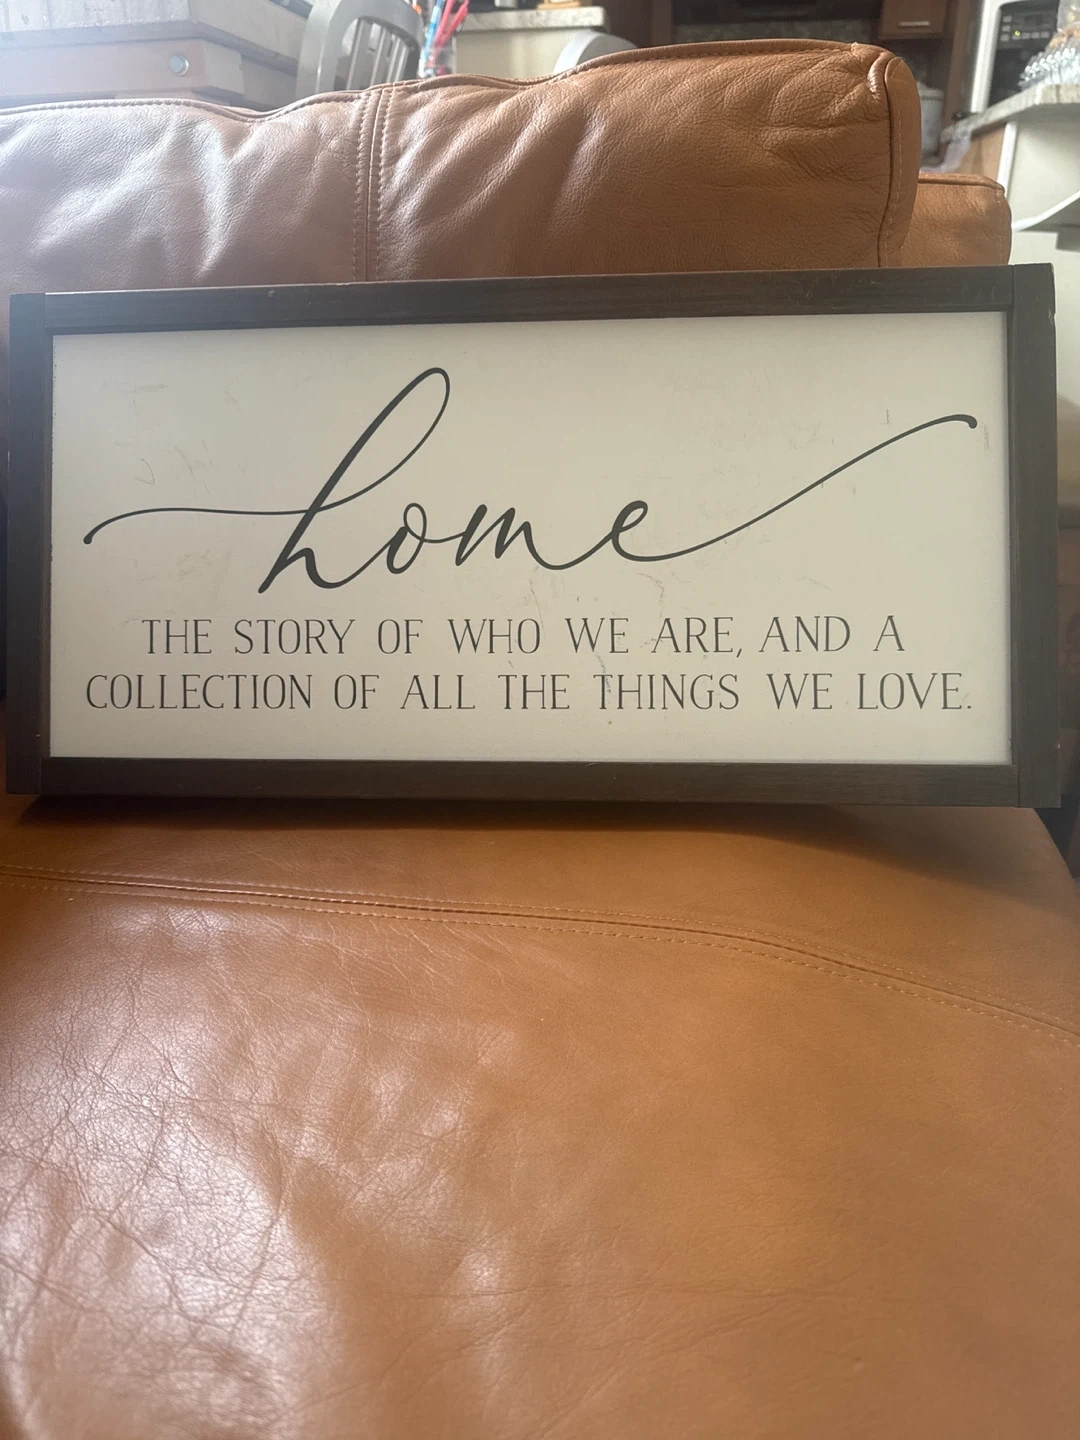 home
THE STORY OF WHO WE ARE, AND A
COLLECTION OF ALL THE THINGS WE LOVE.